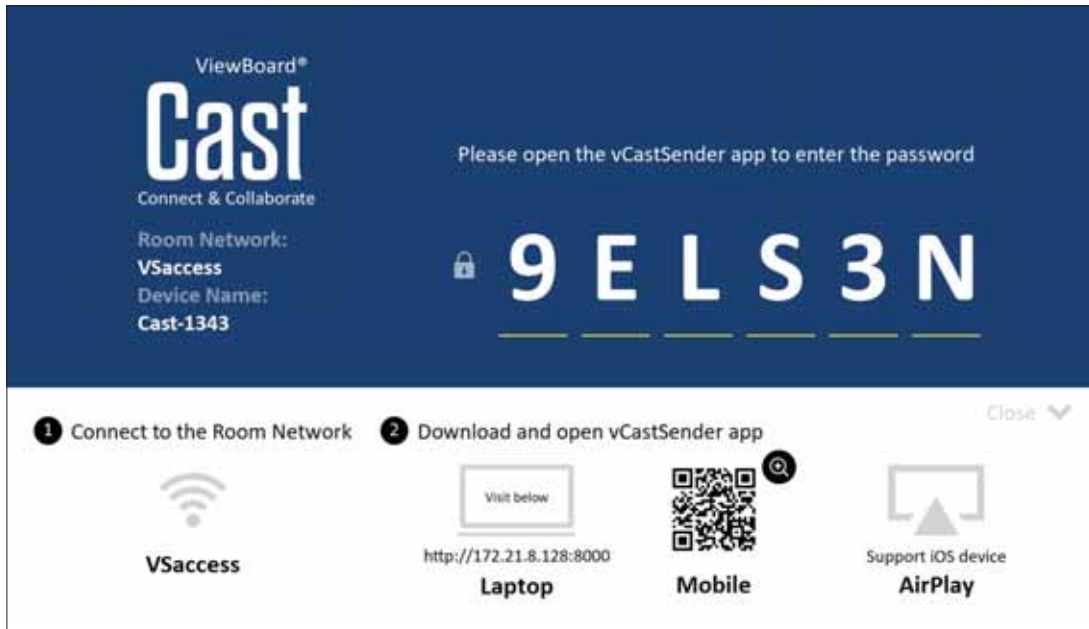 ViewBoard®
Cast
Connect & Collaborate
Room Network:
VSaccess
Device Name:
Cast-1343
Please open the vCastSender app to enter the password
9 E L S 3 N
Close
1 Connect to the Room Network
VSaccess
2 Download and open vCastSender app
Visit below
http://172.21.8.128:8000
Laptop
Mobile
Support iOS device
AirPlay